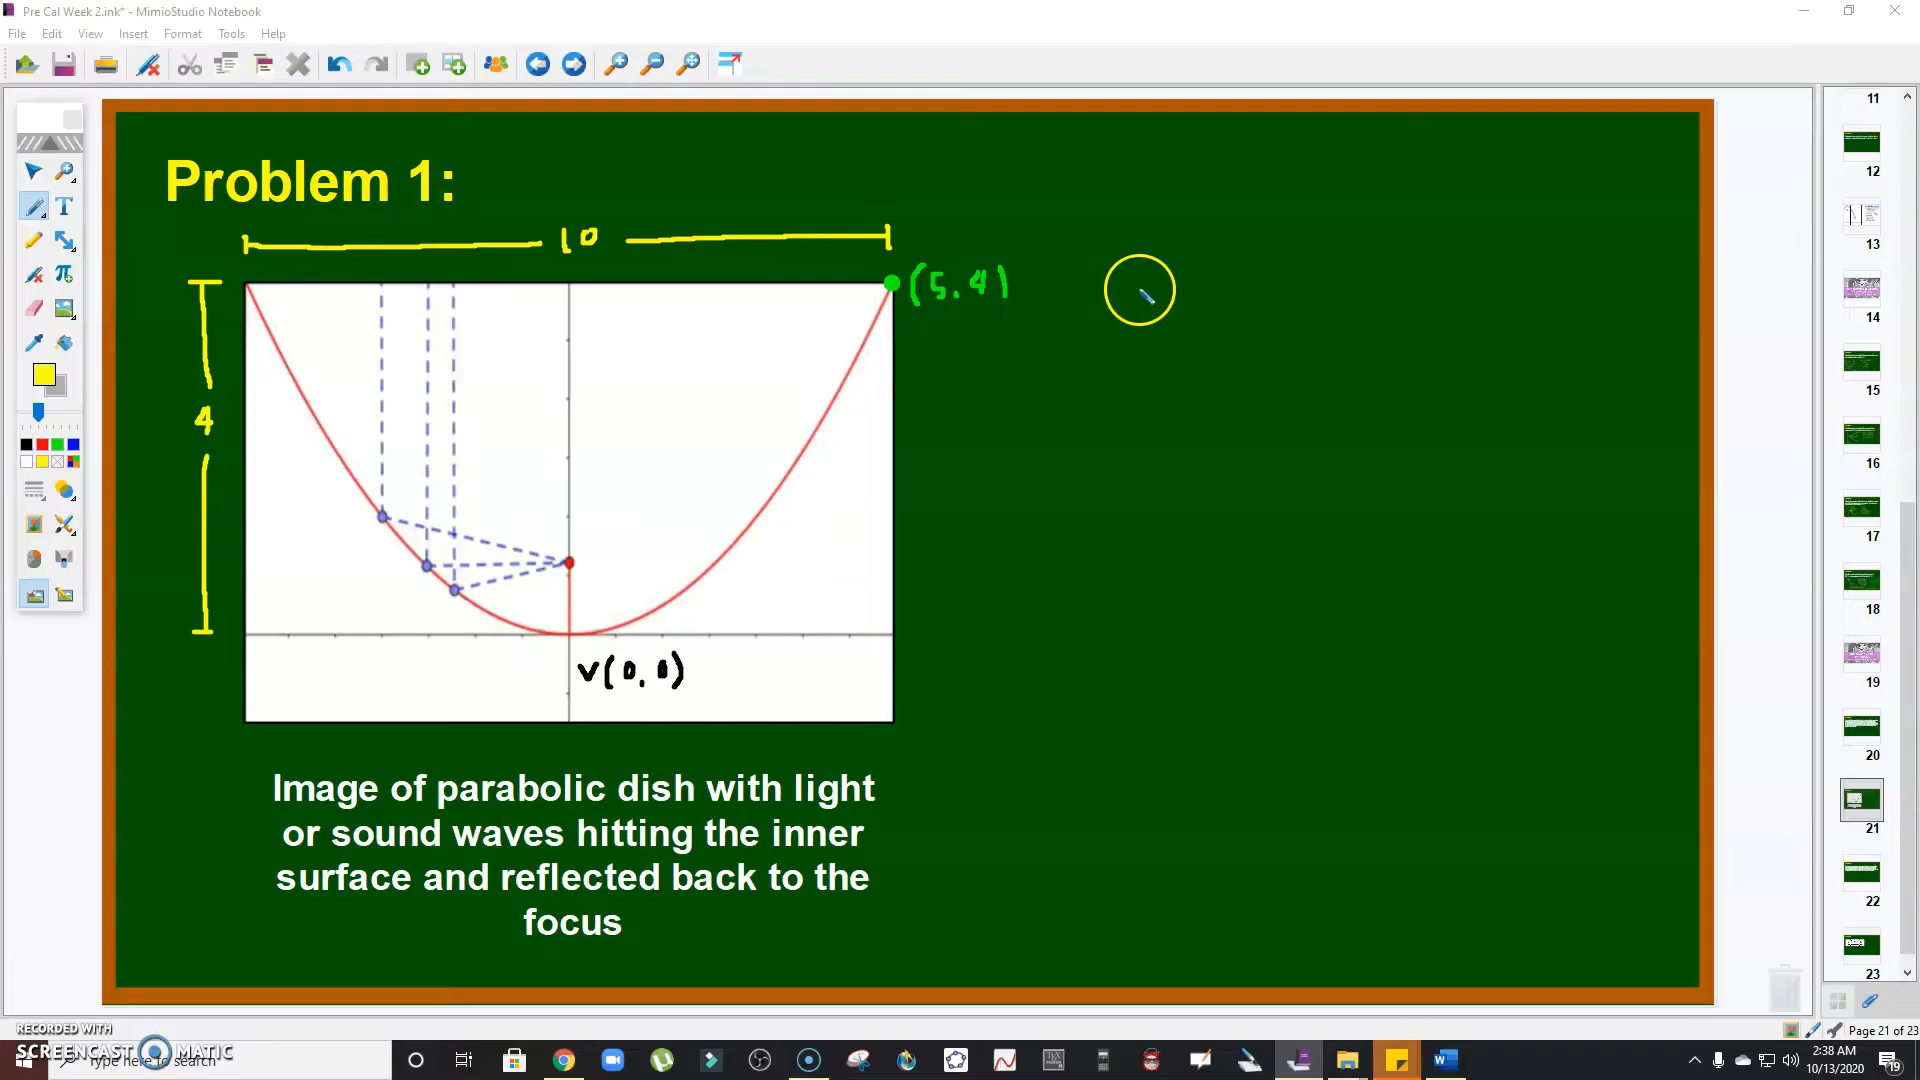 Pre Cal Week 2.ink* - MimioStudio Notebook
File Edit View Insert Format Tools Help
Problem 1:
10
(5, 4)
4
V(0, 0)
Image of parabolic dish with light
or sound waves hitting the inner
surface and reflected back to the
focus
11
12
13
14
15
16
17
18
19
20
21
22
23
Page 21 of 23
RECORDED WITH
SCREENCAST MATIC
Type here to search
2:38 AM
10/13/2020
19